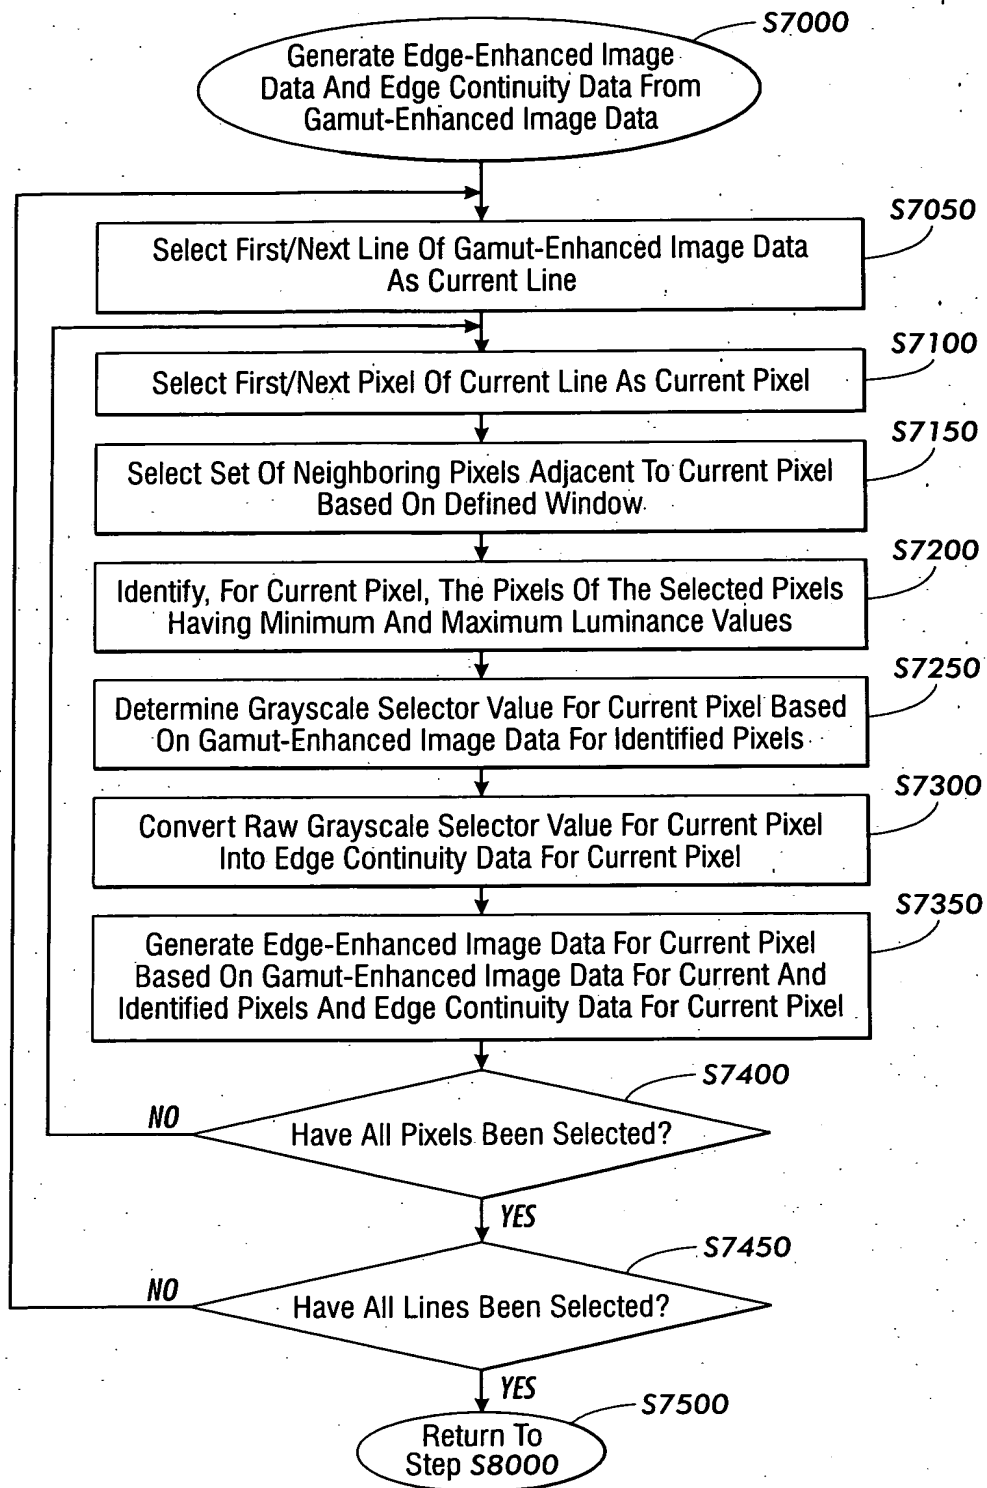 S7000
Generate Edge-Enhanced Image
Data And Edge Continuity Data From
Gamut-Enhanced Image Data
S7050
Select First/Next Line Of Gamut-Enhanced Image Data
As Current Line
S7100
Select First/Next Pixel Of Current Line As Current Pixel
S7150
Select Set Of Neighboring Pixels Adjacent To Current Pixel
Based On Defined Window
S7200
Identify, For Current Pixel, The Pixels Of The Selected Pixels
Having Minimum And Maximum Luminance Values
S7250
Determine Grayscale Selector Value For Current Pixel Based
On Gamut-Enhanced Image Data For Identified Pixels
S7300
Convert Raw Grayscale Selector Value For Current Pixel
Into Edge Continuity Data For Current Pixel
S7350
Generate Edge-Enhanced Image Data For Current Pixel
Based On Gamut-Enhanced Image Data For Current And
Identified Pixels And Edge Continuity Data For Current Pixel
S7400
NO
Have All Pixels Been Selected?
YES
S7450
NO
Have All Lines Been Selected?
YES
S7500
Return To
Step S8000